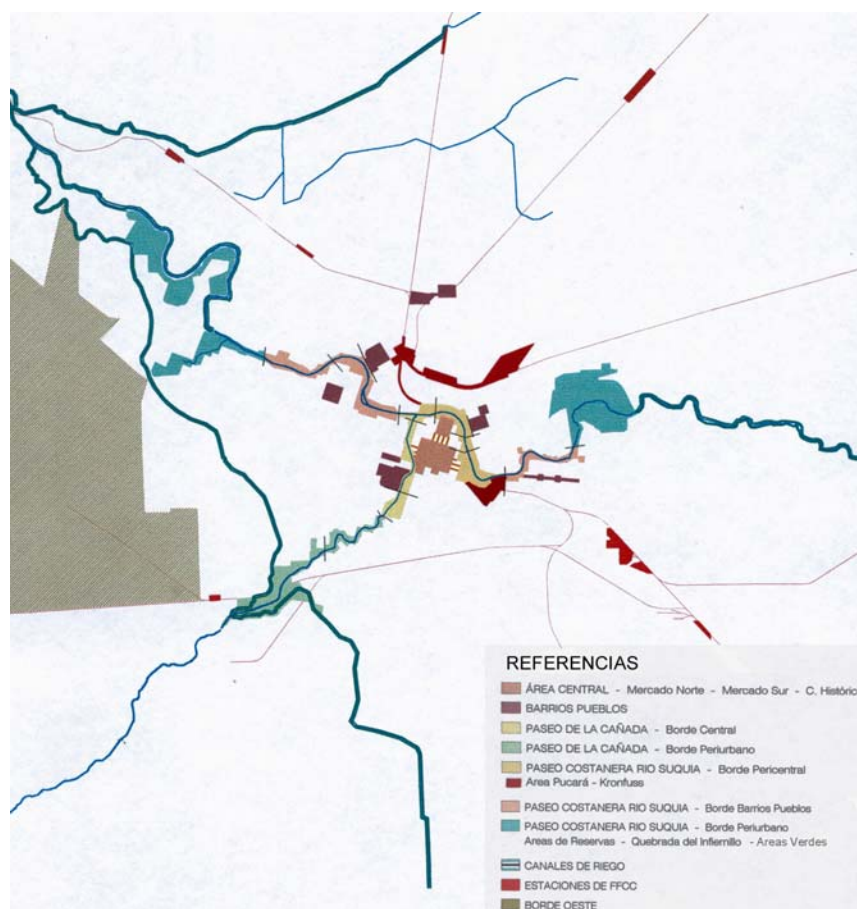 REFERENCIAS
ÁREA CENTRAL - Mercado Norte - Mercado Sur - C. Históric
BARRIOS PUEBLOS
PASEO DE LA CAÑADA - Borde Central
PASEO DE LA CAÑADA - Borde Periurbano
PASEO COSTANERA RIO SUQUIA - Borde Pericentral
Area Pucará - Kronfuss
PASEO COSTANERA RIO SUQUIA - Borde Barrios Pueblos
PASEO COSTANERA RIO SUQUIA - Borde Periurbano
Areas de Reservas - Quebrada del Infiernillo - Areas Verdes
CANALES DE RIEGO
ESTACIONES DE FFCC
BORDE OESTE